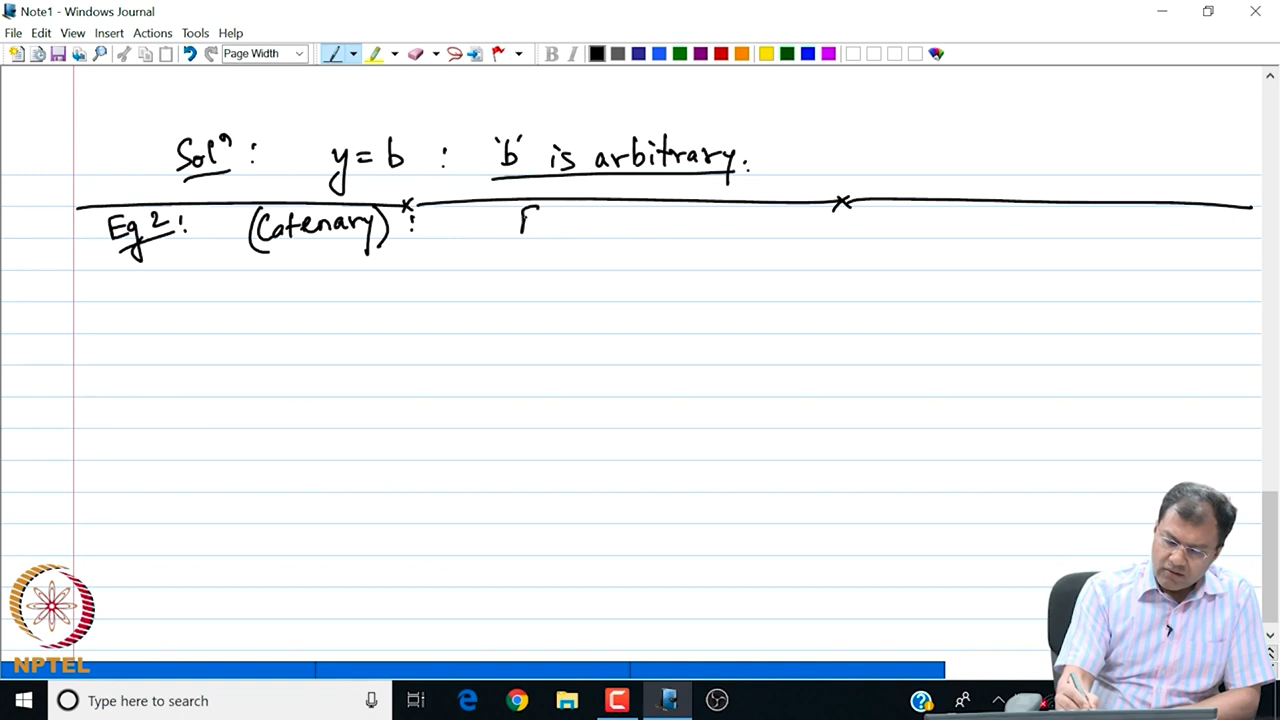 Note1 - Windows Journal
File Edit View Insert Actions Tools Help
Page Width
B I
Solⁿ : y = b : 'b' is arbitrary.
Eg 2 : (Catenary) :
NPTEL
Type here to search